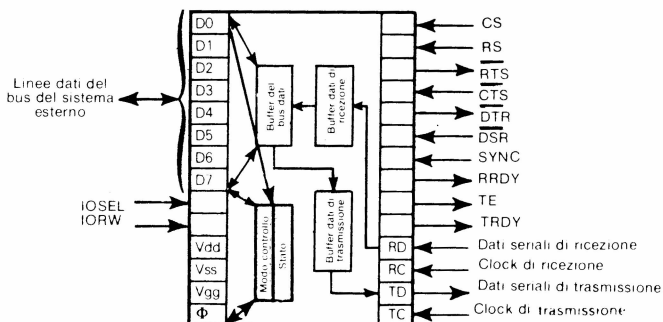 Linee dati del
bus del sistema
esterno
IOSEL
IORW
D0
D1
D2
D3
D4
D5
D6
D7
Vdd
Vss
Vgg
Φ
Buffer del
bus dati
Buffer dati di
ricezione
Modo controllo
Stato
Buffer dati di
trasmissione
RD
RC
TD
TC
CS
RS
RTS
CTS
DTR
DSR
SYNC
RRDY
TE
TRDY
Dati seriali di ricezione
Clock di ricezione
Dati seriali di trasmissione
Clock di trasmissione